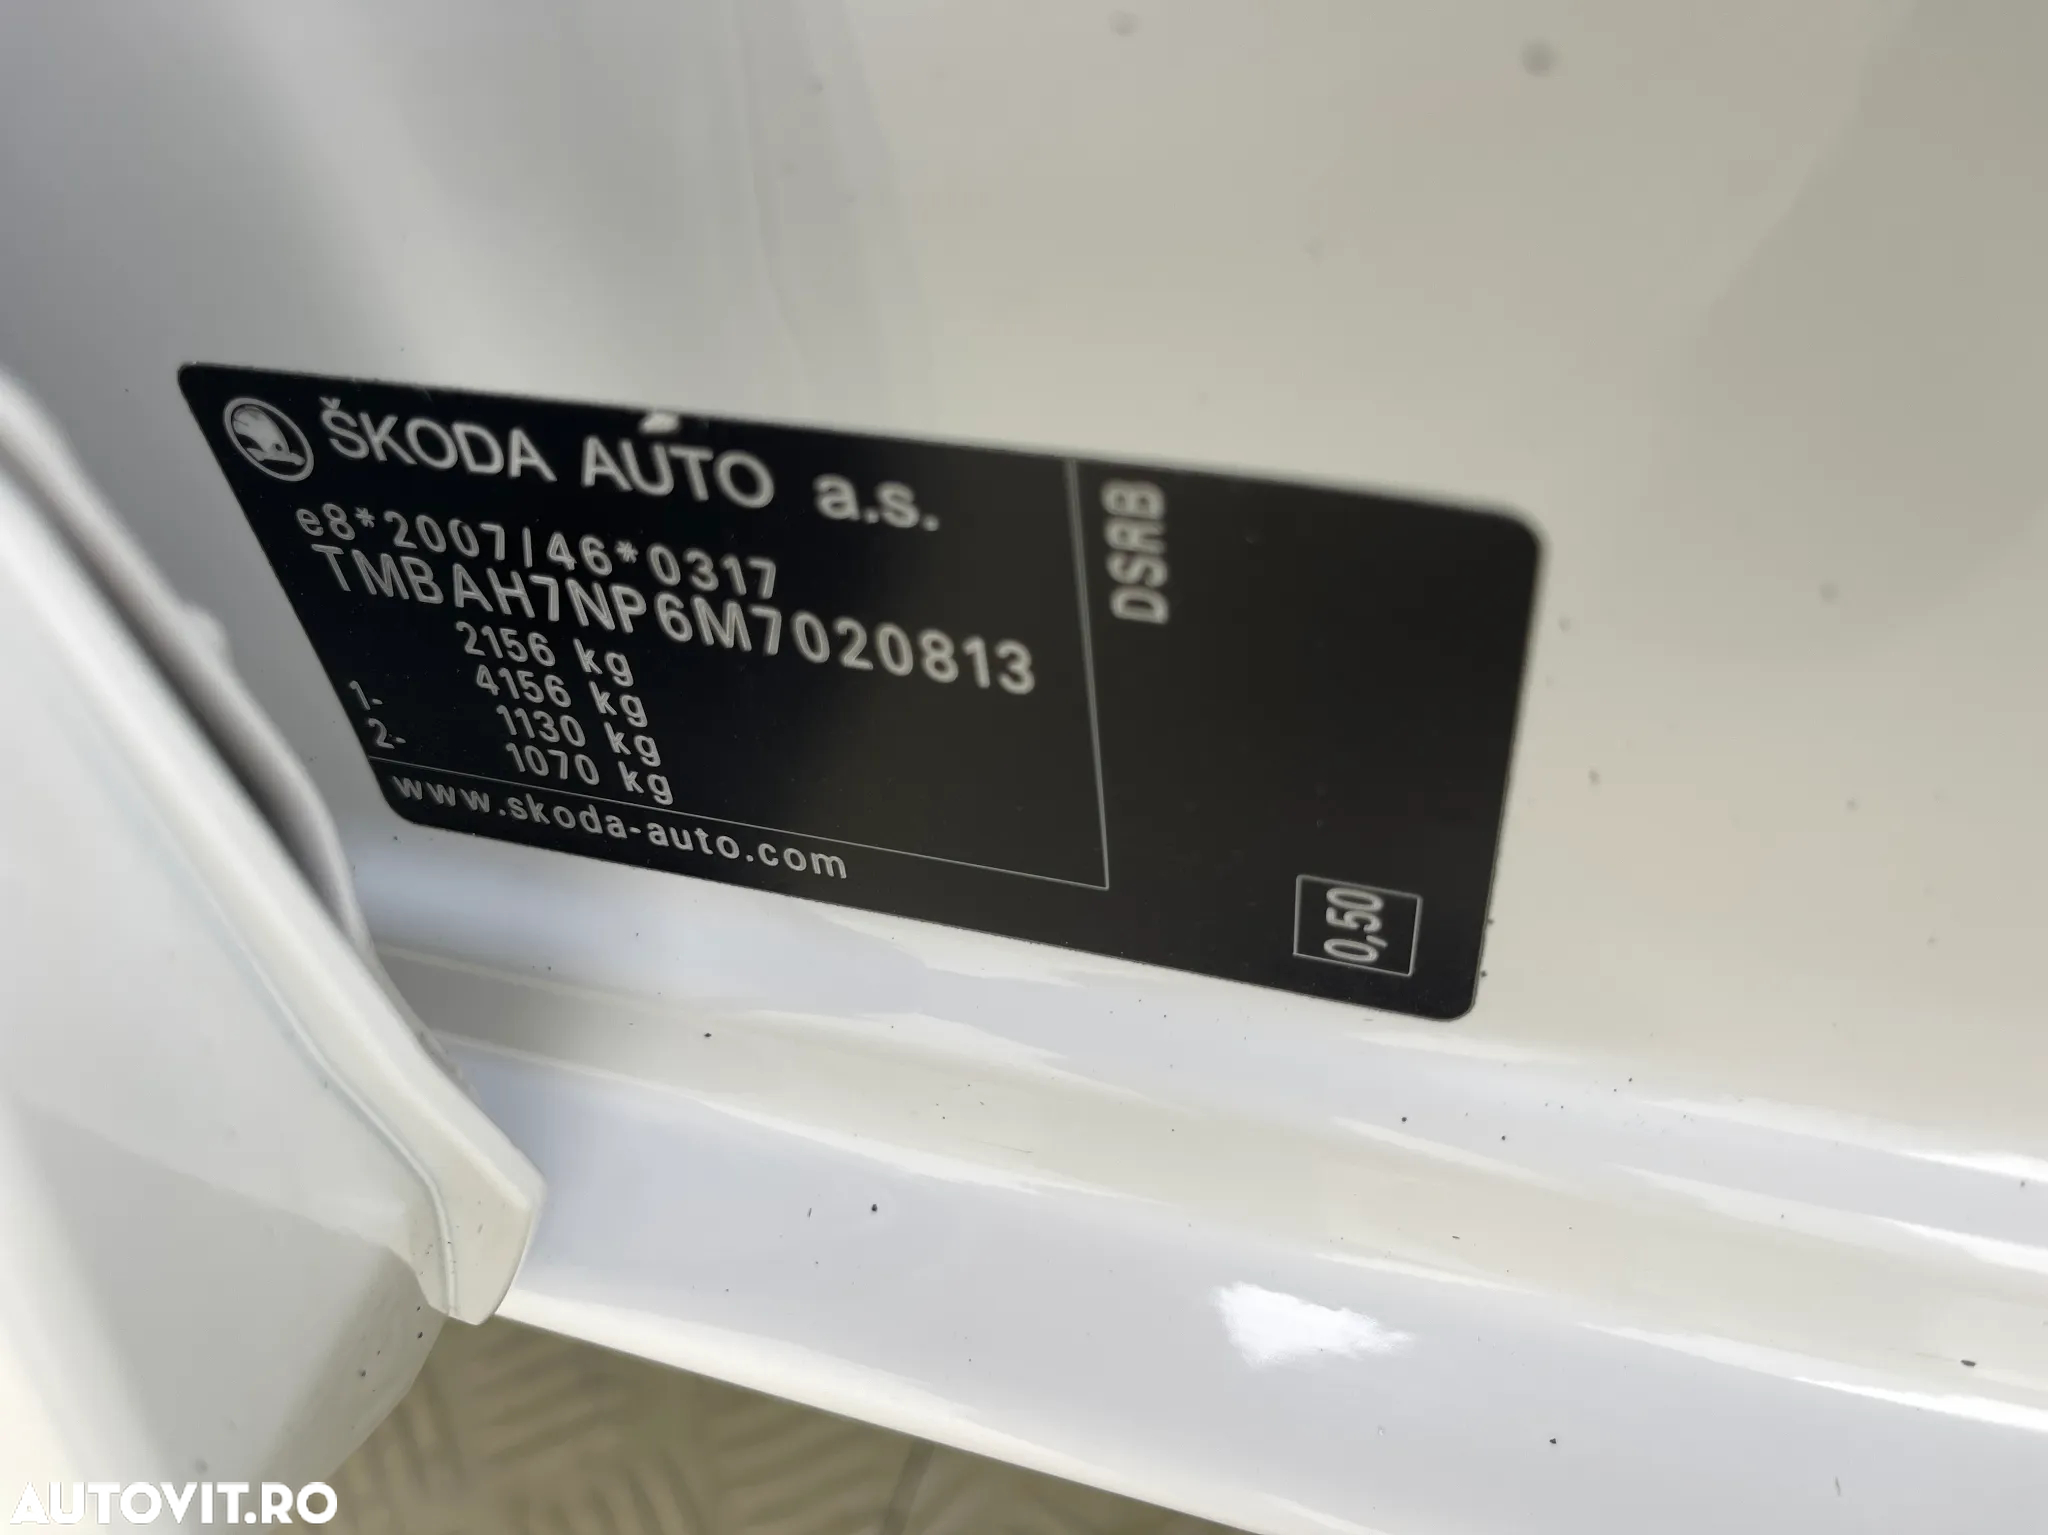 ŠKODA AUTO a.s.
e8*2007/46*0317
TMBAH7NP6M7020813
2156 kg
4156 kg
1- 1130 kg
2- 1070 kg
www.skoda-auto.com
DSRB
0,50
AUTOVIT.RO